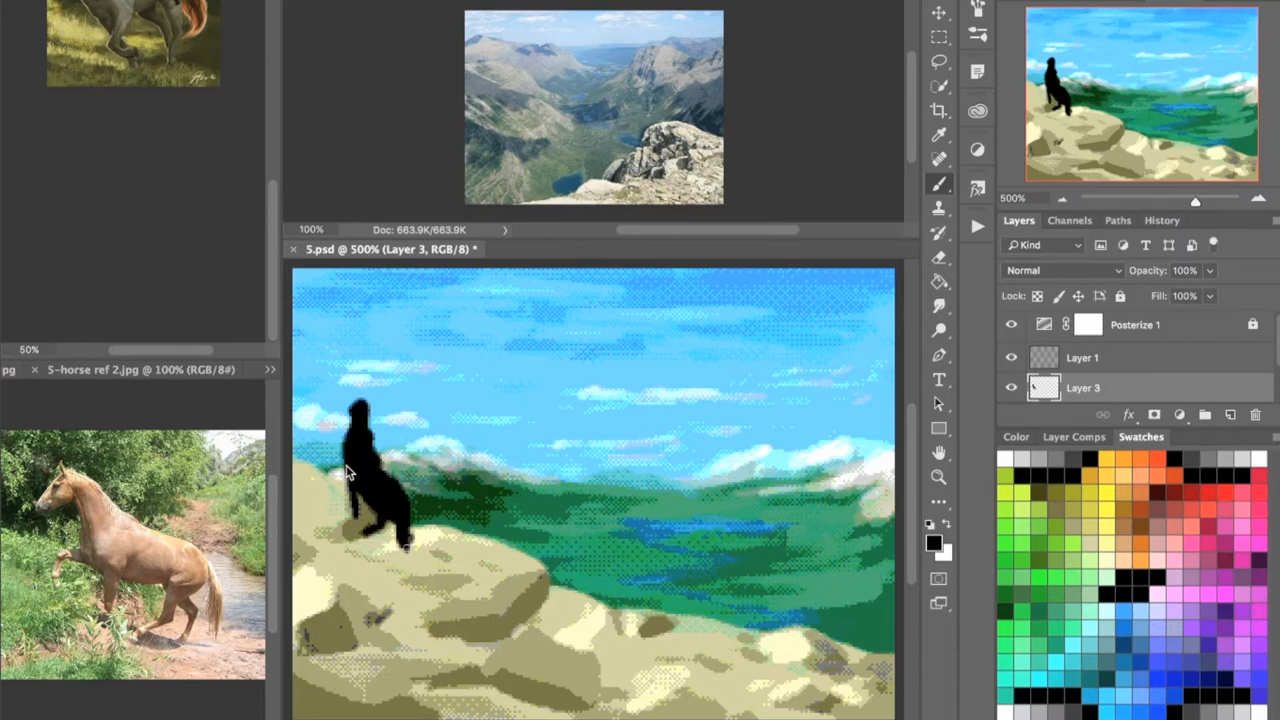 500%
Layers Channels Paths History
Kind
Normal Opacity: 100%
Lock: Fill: 100%
Posterize 1
Layer 1
Layer 3
fx
Color Layer Comps Swatches
100% Doc: 663.9K/663.9K
× 5.psd @ 500% (Layer 3, RGB/8) *
50%
pg × 5-horse ref 2.jpg @ 100% (RGB/8#) >>